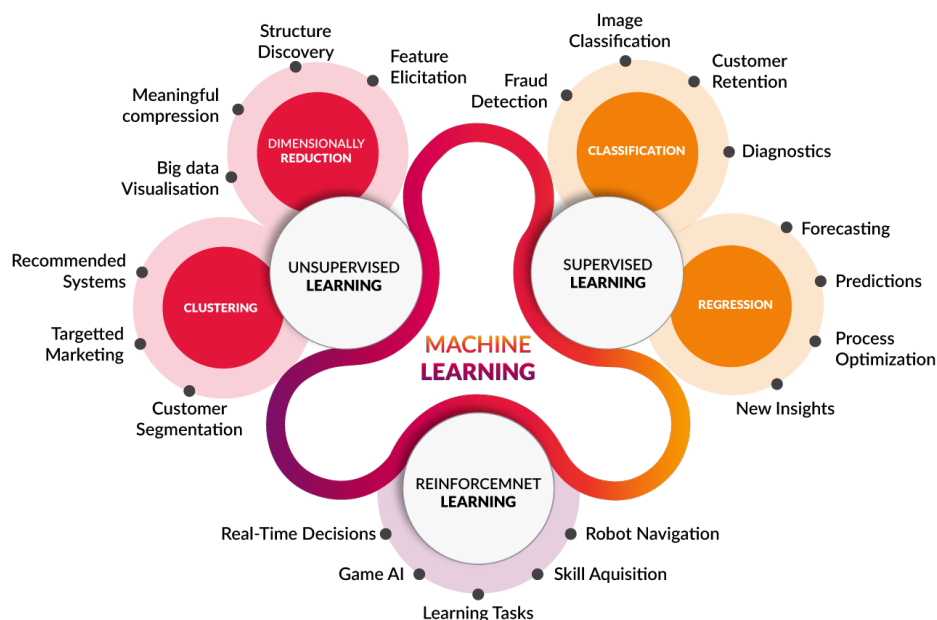 Structure
Discovery
Feature
Elicitation
Meaningful
compression
Big data
Visualisation
DIMENSIONALLY
REDUCTION
Image
Classification
Customer
Retention
Fraud
Detection
Diagnostics
CLASSIFICATION
UNSUPERVISED
LEARNING
SUPERVISED
LEARNING
Recommended
Systems
Targetted
Marketing
Customer
Segmentation
CLUSTERING
Forecasting
Predictions
Process
Optimization
New Insights
REGRESSION
MACHINE
LEARNING
REINFORCEMNET
LEARNING
Real-Time Decisions
Game AI
Learning Tasks
Skill Aquisition
Robot Navigation